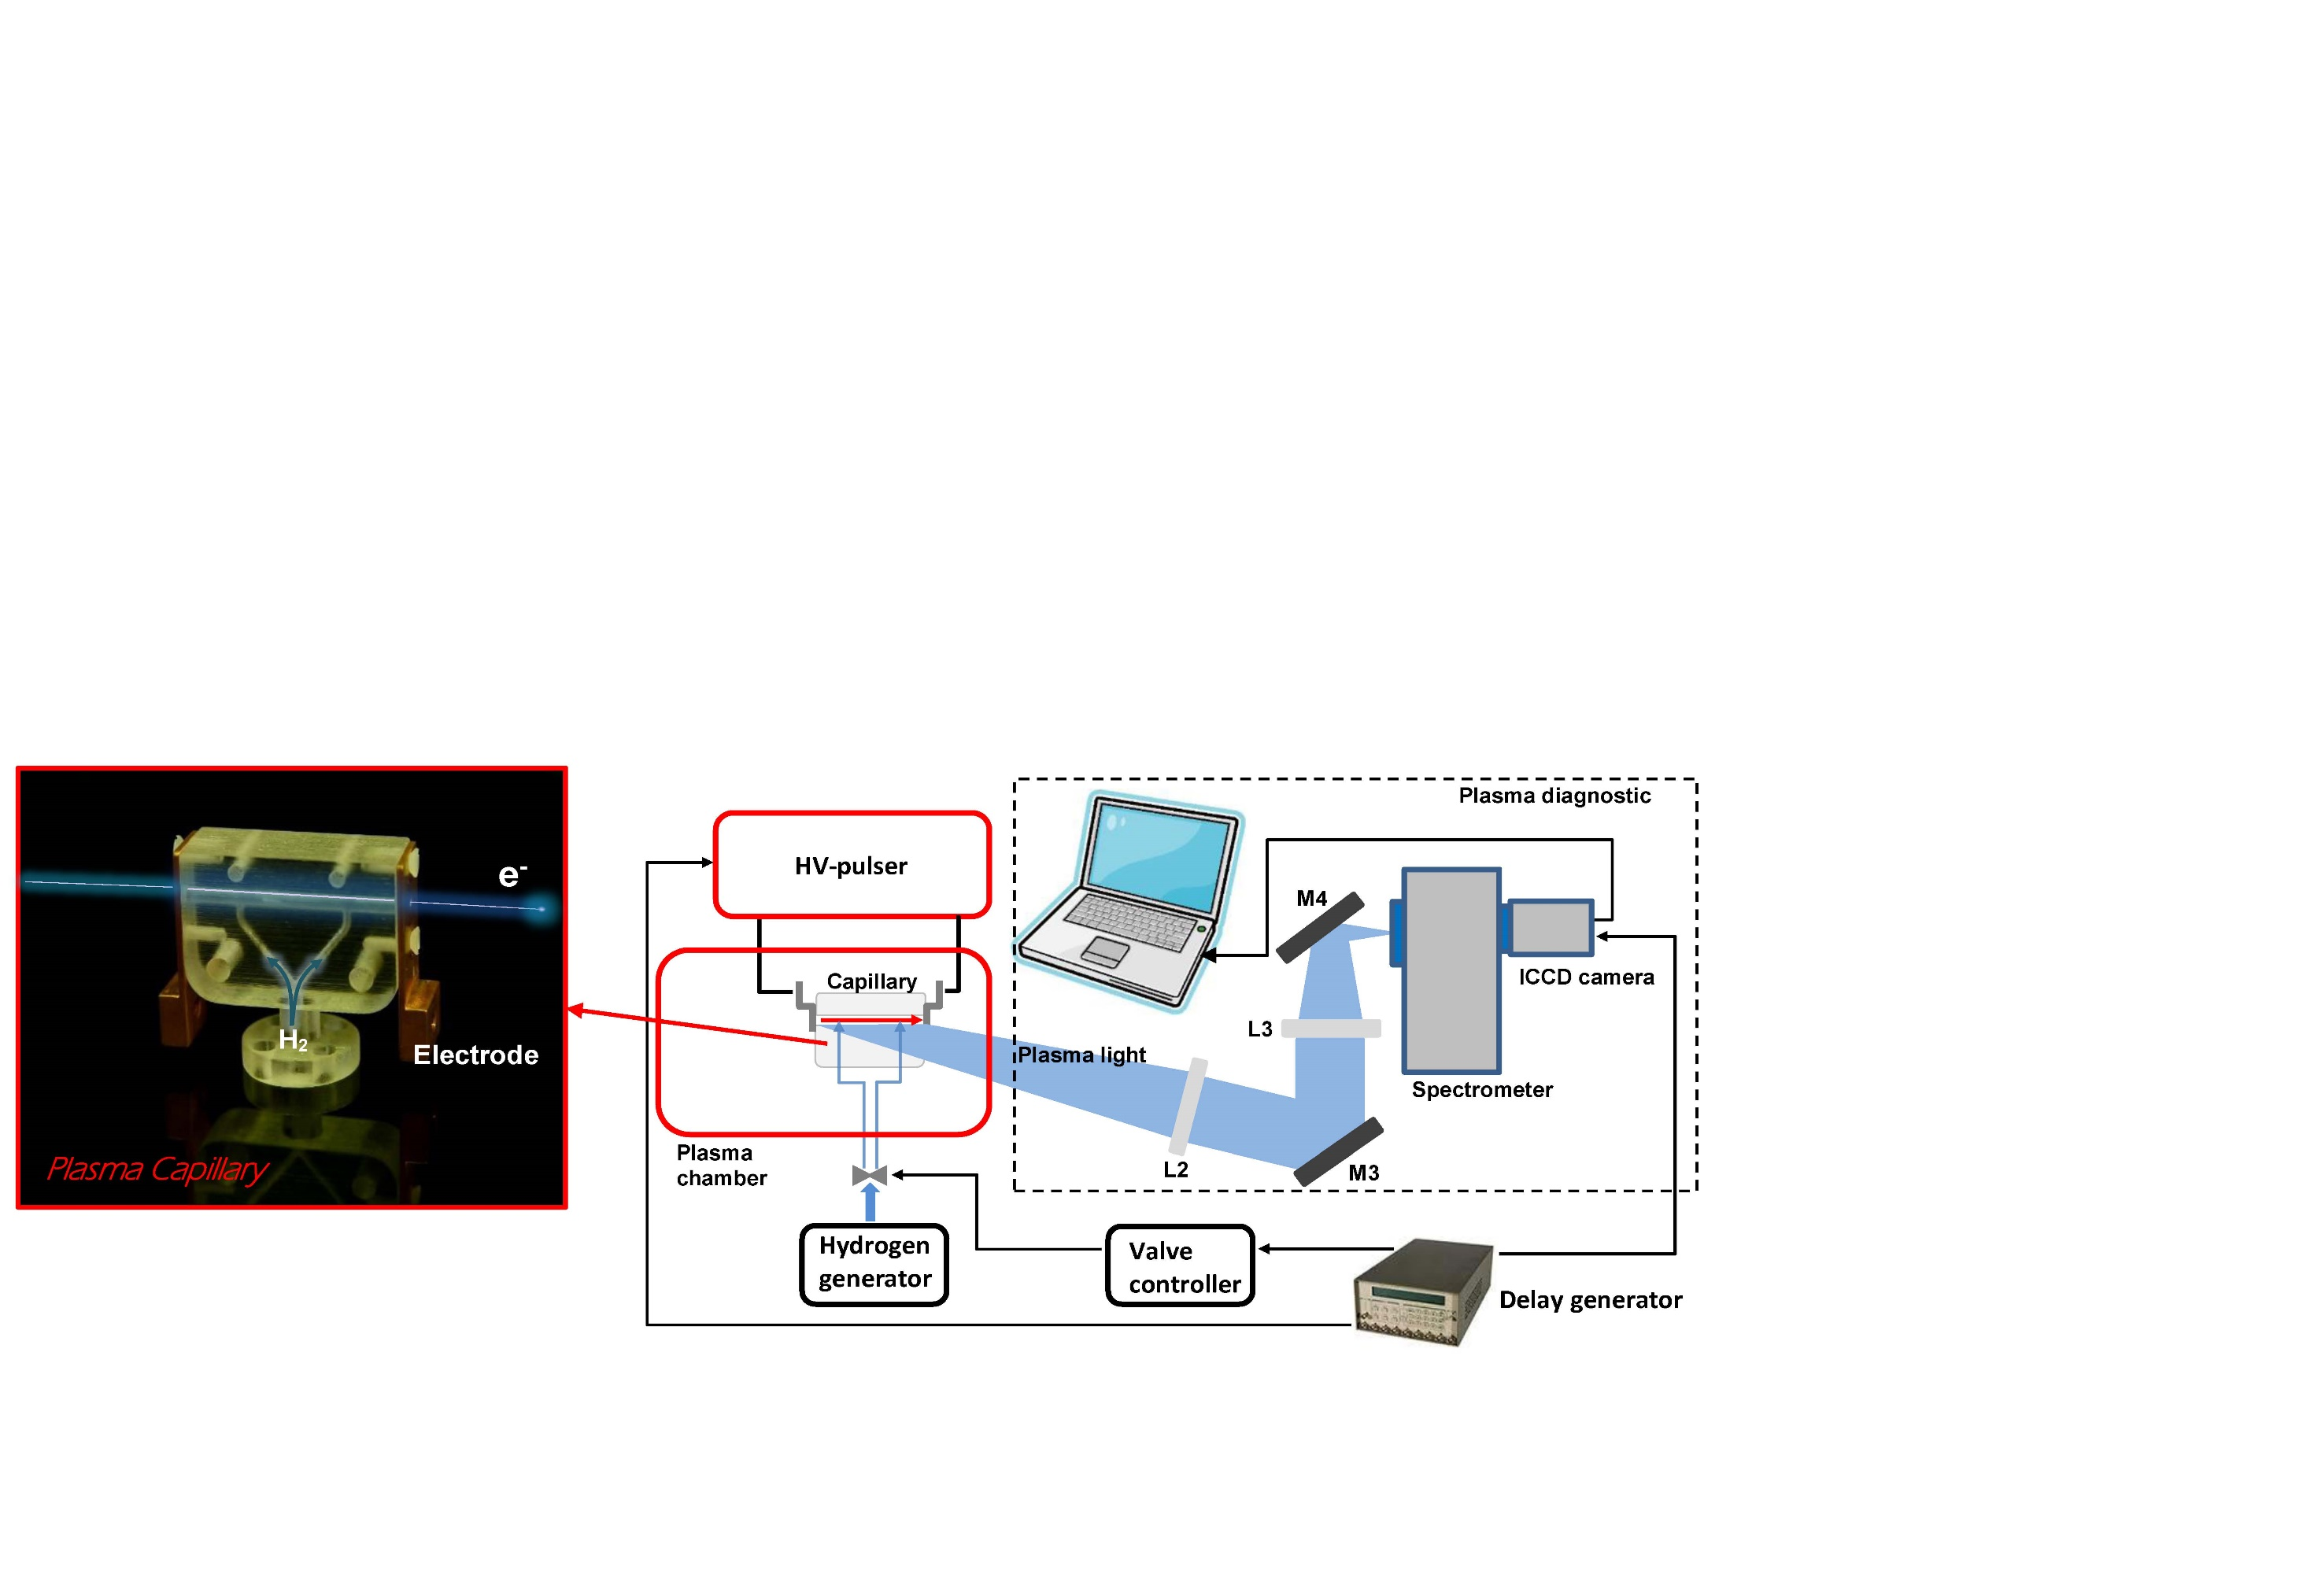 e-
H2
Electrode
Plasma Capillary
HV-pulser
Capillary
Plasma
chamber
Hydrogen
generator
Plasma diagnostic
M4
ICCD camera
L3
Plasma light
Spectrometer
L2
M3
Valve
controller
Delay generator